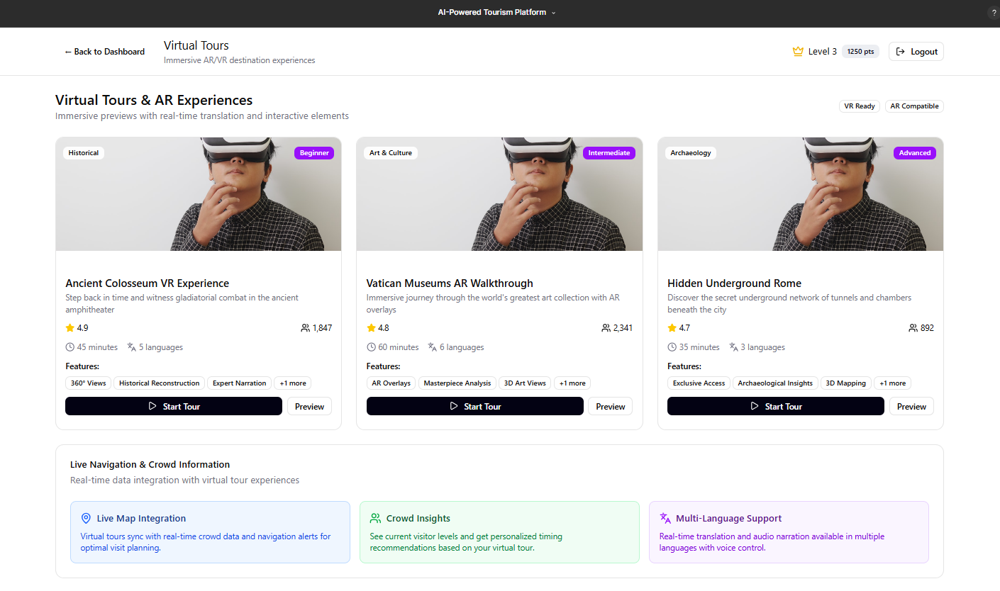 AI-Powered Tourism Platform
?
← Back to Dashboard
Virtual Tours
Immersive AR/VR destination experiences
Level 3
1250 pts
Logout
Virtual Tours & AR Experiences
Immersive previews with real-time translation and interactive elements
VR Ready
AR Compatible
Historical
Beginner
Ancient Colosseum VR Experience
Step back in time and witness gladiatorial combat in the ancient
amphitheater
4.9
1,847
45 minutes
5 languages
Features:
360° Views
Historical Reconstruction
Expert Narration
+1 more
Start Tour
Preview
Art & Culture
Intermediate
Vatican Museums AR Walkthrough
Immersive journey through the world's greatest art collection with AR
overlays
4.8
2,341
60 minutes
6 languages
Features:
AR Overlays
Masterpiece Analysis
3D Art Views
+1 more
Start Tour
Preview
Archaeology
Advanced
Hidden Underground Rome
Discover the secret underground network of tunnels and chambers
beneath the city
4.7
892
35 minutes
3 languages
Features:
Exclusive Access
Archaeological Insights
3D Mapping
+1 more
Start Tour
Preview
Live Navigation & Crowd Information
Real-time data integration with virtual tour experiences
Live Map Integration
Virtual tours sync with real-time crowd data and navigation alerts for
optimal visit planning.
Crowd Insights
See current visitor levels and get personalized timing
recommendations based on your virtual tour.
Multi-Language Support
Real-time translation and audio narration available in multiple
languages with voice control.